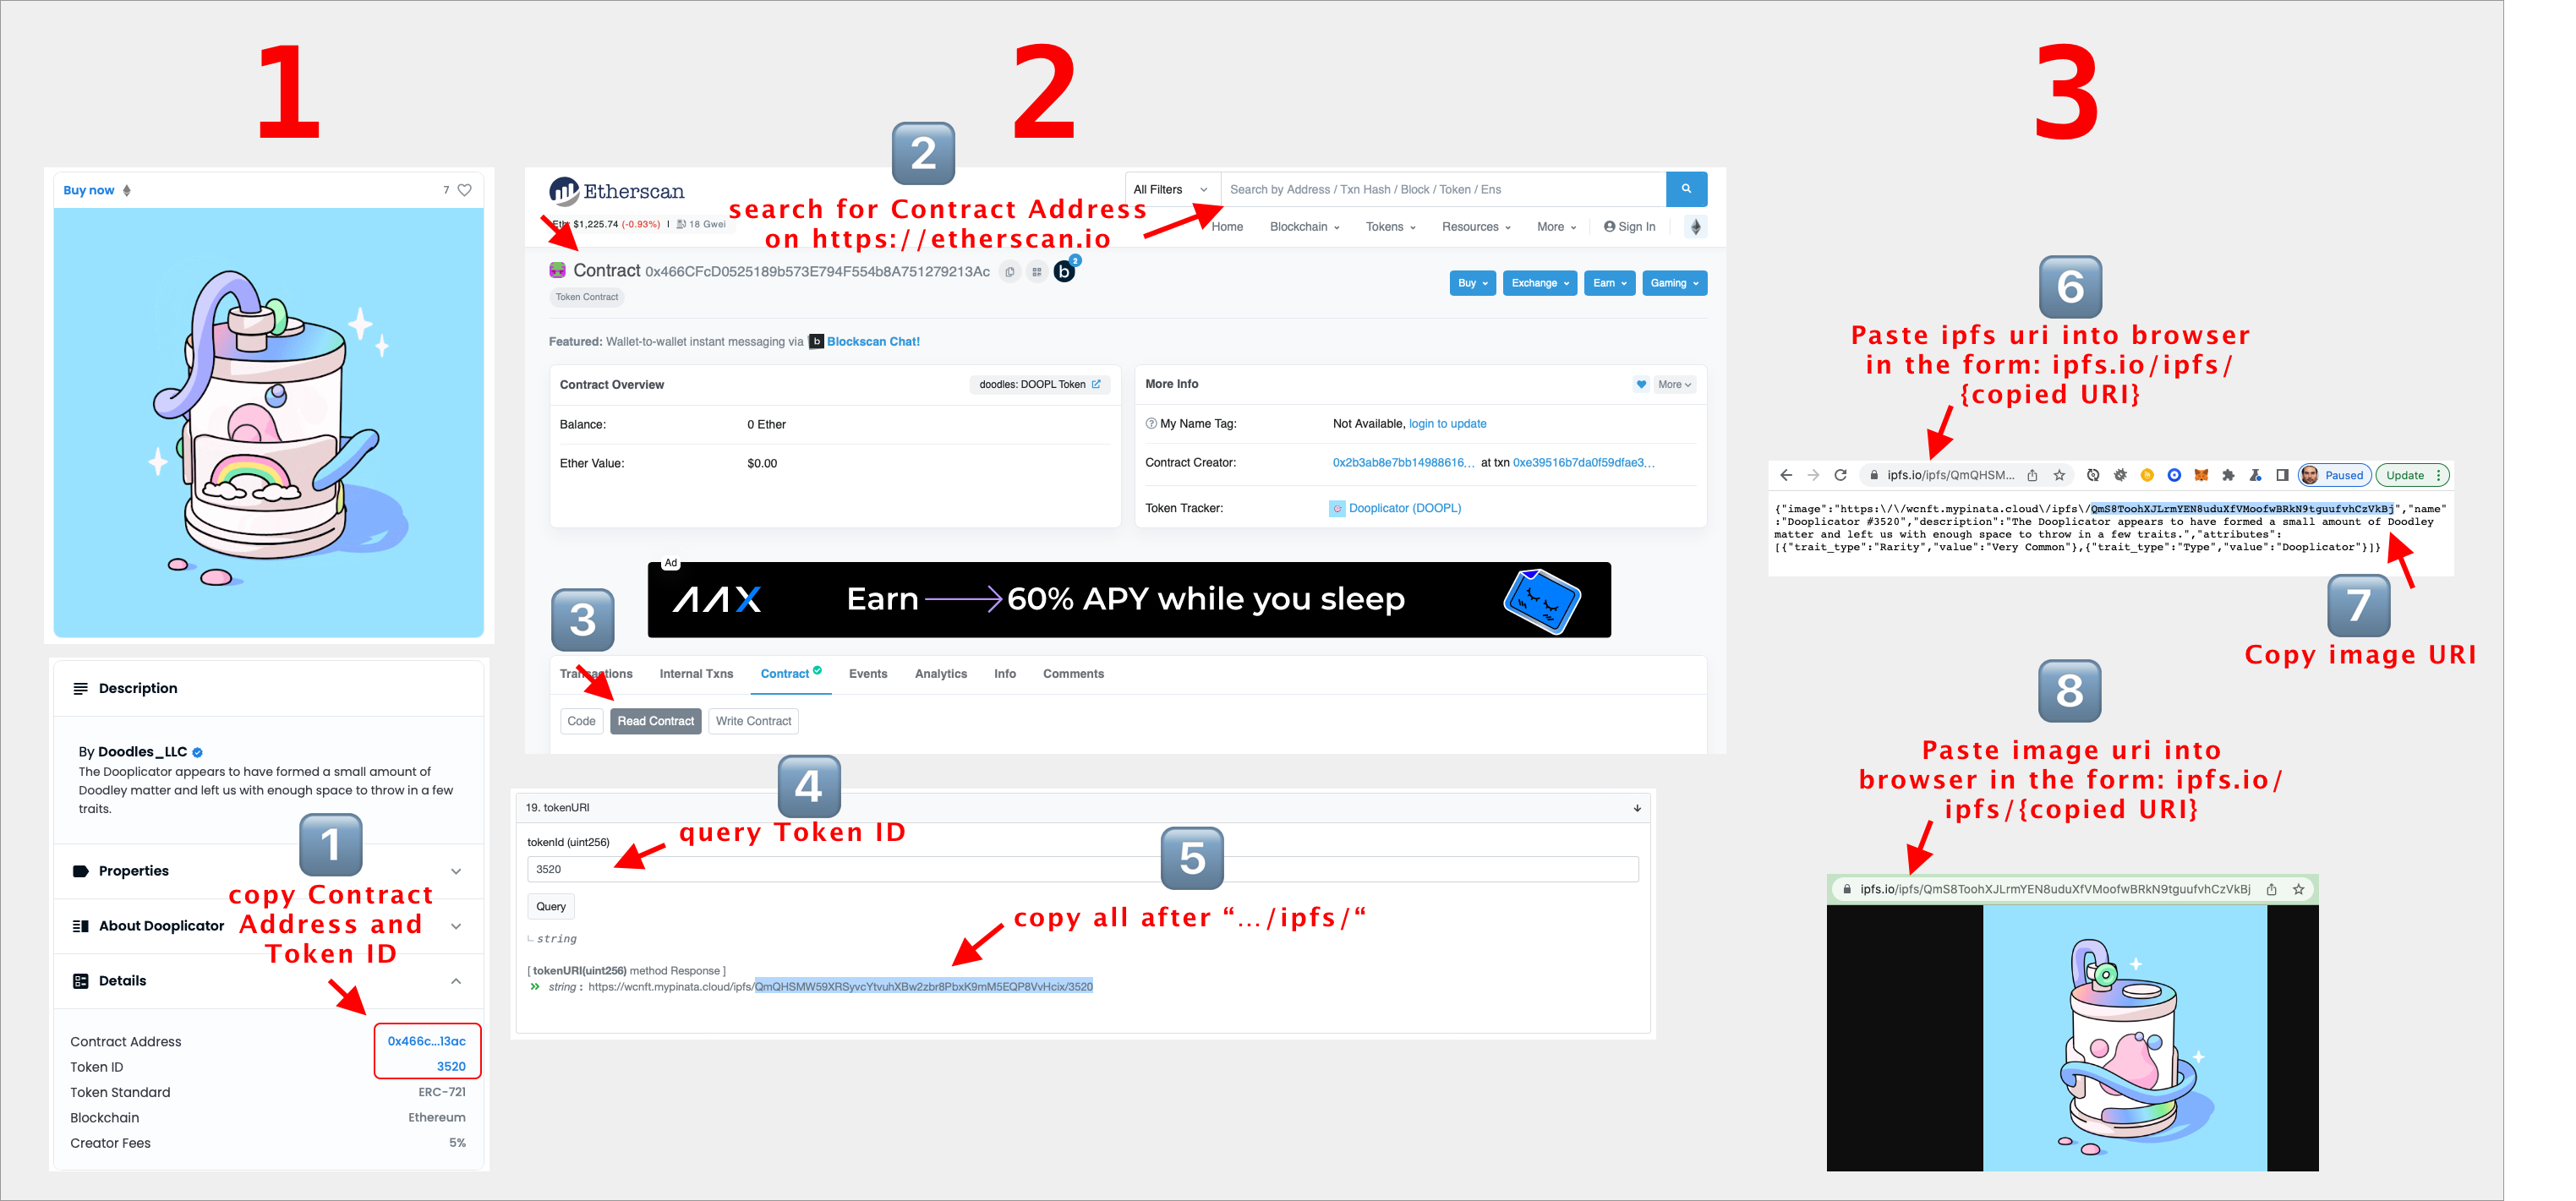 1
Buy now
7
Description
By Doodles_LLC
The Dooplicator appears to have formed a small amount of
Doodley matter and left us with enough space to throw in a few
traits.
1
Properties
copy Contract
Address and
Token ID
About Dooplicator
Details
Contract Address 0x466c...13ac
Token ID 3520
Token Standard ERC-721
Blockchain Ethereum
Creator Fees 5%
2
2
Etherscan
All Filters
Search by Address / Txn Hash / Block / Token / Ens
search for Contract Address
on https://etherscan.io
Eth: $1,225.74 (-0.93%) | 18 Gwei
Home Blockchain Tokens Resources More Sign In
Contract 0x466CFcD0525189b573E794F554b8A751279213Ac
b 2
Token Contract
Buy Exchange Earn Gaming
Featured: Wallet-to-wallet instant messaging via b Blockscan Chat!
Contract Overview doodles: DOOPL Token
Balance: 0 Ether
Ether Value: $0.00
More Info More
My Name Tag: Not Available, login to update
Contract Creator: 0x2b3ab8e7bb14988616... at txn 0xe39516b7da0f59dfae3...
Token Tracker: Dooplicator (DOOPL)
Ad
AAX Earn 60% APY while you sleep
3
Transactions Internal Txns Contract Events Analytics Info Comments
Code Read Contract Write Contract
4
19. tokenURI
query Token ID
tokenId (uint256)
3520
5
Query
copy all after “.../ipfs/“
string
[ tokenURI(uint256) method Response ]
string : https://wcnft.mypinata.cloud/ipfs/QmQHSMW59XRSyvcYtvuhXBw2zbr8PbxK9mM5EQP8VvHcix/3520
3
6
Paste ipfs uri into browser
in the form: ipfs.io/ipfs/
{copied URI}
ipfs.io/ipfs/QmQHSM... Paused Update
{"image":"https:\/\/wcnft.mypinata.cloud\/ipfs\/QmS8ToohXJLrmYEN8uduXfVMoofwBRkN9tguufvhCzVkBj","name"
:"Dooplicator #3520","description":"The Dooplicator appears to have formed a small amount of Doodley
matter and left us with enough space to throw in a few traits.","attributes":
[{"trait_type":"Rarity","value":"Very Common"},{"trait_type":"Type","value":"Dooplicator"}]}
7
Copy image URI
8
Paste image uri into
browser in the form: ipfs.io/
ipfs/{copied URI}
ipfs.io/ipfs/QmS8ToohXJLrmYEN8uduXfVMoofwBRkN9tguufvhCzVkBj